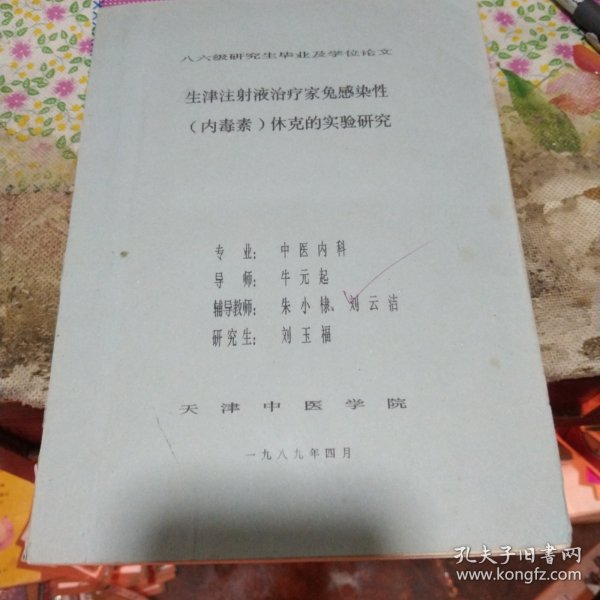 八六级研究生毕业及学位论文
生津注射液治疗家兔感染性
（内毒素）休克的实验研究
专 业： 中医内科
导 师： 牛元起
辅导教师： 朱小棣、刘云洁
研究生： 刘玉福
天津中医学院
一九八九年四月
孔夫子旧书网
www.kongfz.com